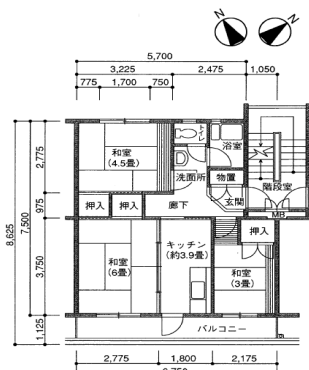 N
N
5,700
3,225
2,475
1,050
775
1,700
750
和室
(4.5畳)
トイレ
浴室
洗面所
物置
階段室
玄関
押入
押入
廊下
MB
押入
和室
(6畳)
キッチン
(約3.9畳)
和室
(3畳)
バルコニー
8,625
7,500
2,775
975
3,750
1,125
2,775
1,800
2,175